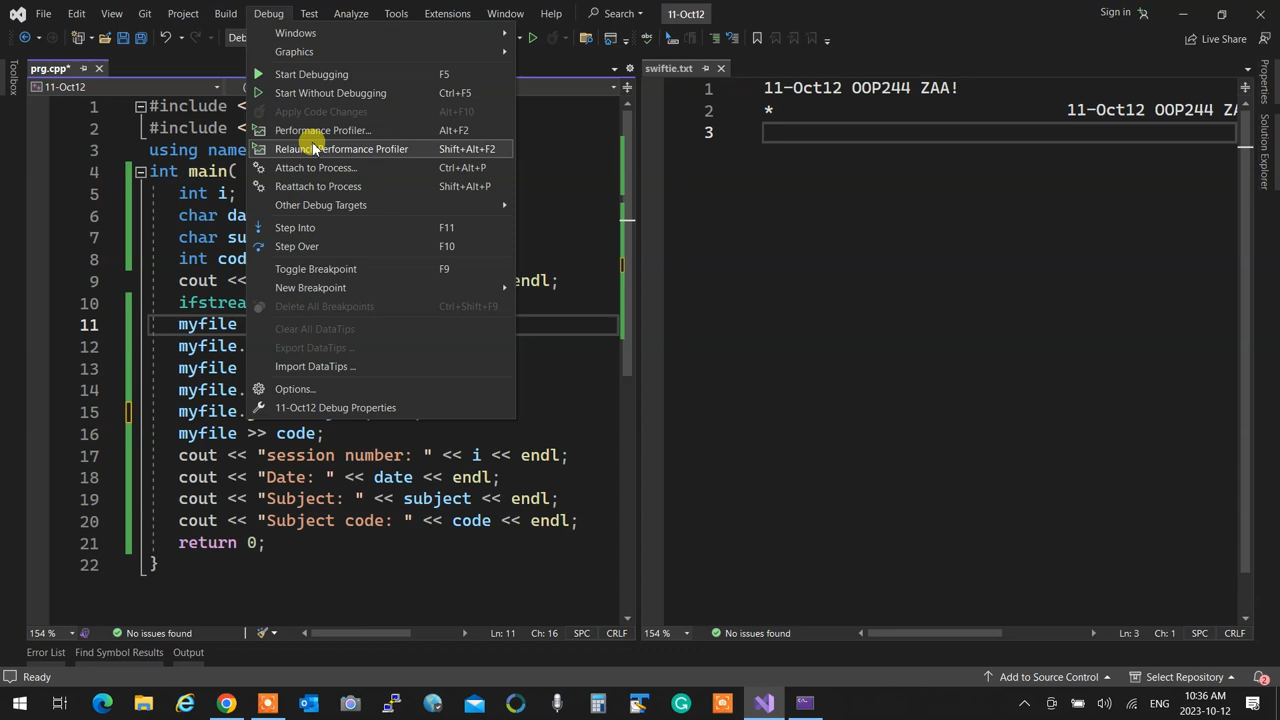 File Edit View Git Project Build Debug Test Analyze Tools Extensions Window Help Search 11-Oct12 Sign in
Deb Live Share
Toolbox
prg.cpp*
swiftie.txt
11-Oct12
Windows
Graphics
Start Debugging F5
Start Without Debugging Ctrl+F5
Apply Code Changes Alt+F10
Performance Profiler... Alt+F2
Relaunch Performance Profiler Shift+Alt+F2
Attach to Process... Ctrl+Alt+P
Reattach to Process Shift+Alt+P
Other Debug Targets
Step Into F11
Step Over F10
Toggle Breakpoint F9
New Breakpoint
Delete All Breakpoints Ctrl+Shift+F9
Clear All DataTips
Export DataTips ...
Import DataTips ...
Options...
11-Oct12 Debug Properties
1 #include <
2 #include <
3 using name
4 int main(
5 int i;
6 char da
7 char su
8 int cod
9 cout << endl;
10 ifstrea
11 myfile
12 myfile.
13 myfile
14 myfile.
15 myfile.
16 myfile >> code;
17 cout << "session number: " << i << endl;
18 cout << "Date: " << date << endl;
19 cout << "Subject: " << subject << endl;
20 cout << "Subject code: " << code << endl;
21 return 0;
22 }
1 11-Oct12 OOP244 ZAA!
2 * 11-Oct12 OOP244 ZA
3
Properties
Solution Explorer
154 % No issues found Ln: 11 Ch: 16 SPC CRLF
154 % No issues found Ln: 3 Ch: 1 SPC CRLF
Error List Find Symbol Results Output
Ready Add to Source Control Select Repository 2
ENG 10:36 AM
2023-10-12